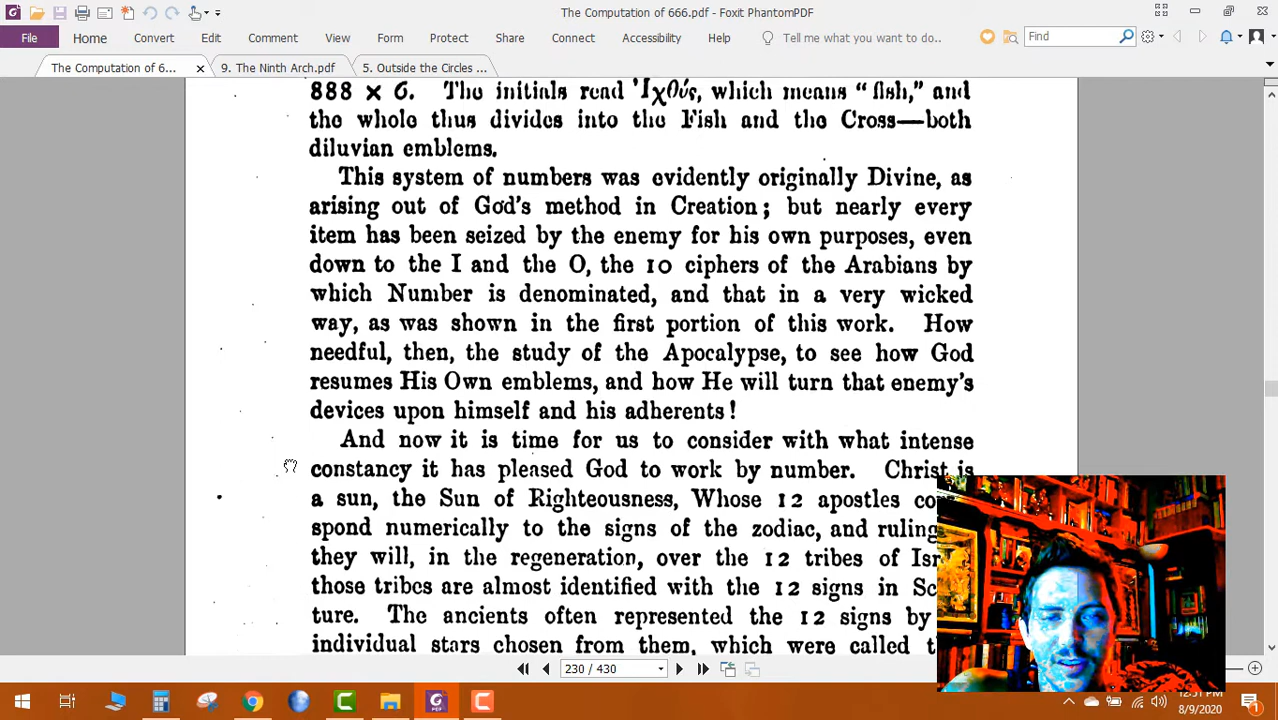 The Computation of 666.pdf - Foxit PhantomPDF
File Home Convert Edit Comment View Form Protect Share Connect Accessibility Help Tell me what you want to do.. Find
The Computation of 6... 9. The Ninth Arch.pdf 5. Outside the Circles ...
888 × 6. The initials read Ἰχθύς, which means “fish,” and
the whole thus divides into the Fish and the Cross—both
diluvian emblems.
This system of numbers was evidently originally Divine, as
arising out of God's method in Creation; but nearly every
item has been seized by the enemy for his own purposes, even
down to the I and the O, the 10 ciphers of the Arabians by
which Number is denominated, and that in a very wicked
way, as was shown in the first portion of this work. How
needful, then, the study of the Apocalypse, to see how God
resumes His Own emblems, and how He will turn that enemy's
devices upon himself and his adherents!
And now it is time for us to consider with what intense
constancy it has pleased God to work by number. Christ is
a sun, the Sun of Righteousness, Whose 12 apostles co
spond numerically to the signs of the zodiac, and ruling
they will, in the regeneration, over the 12 tribes of Isr
those tribes are almost identified with the 12 signs in Sc
ture. The ancients often represented the 12 signs by
individual stars chosen from them, which were called t
230 / 430
8/9/2020